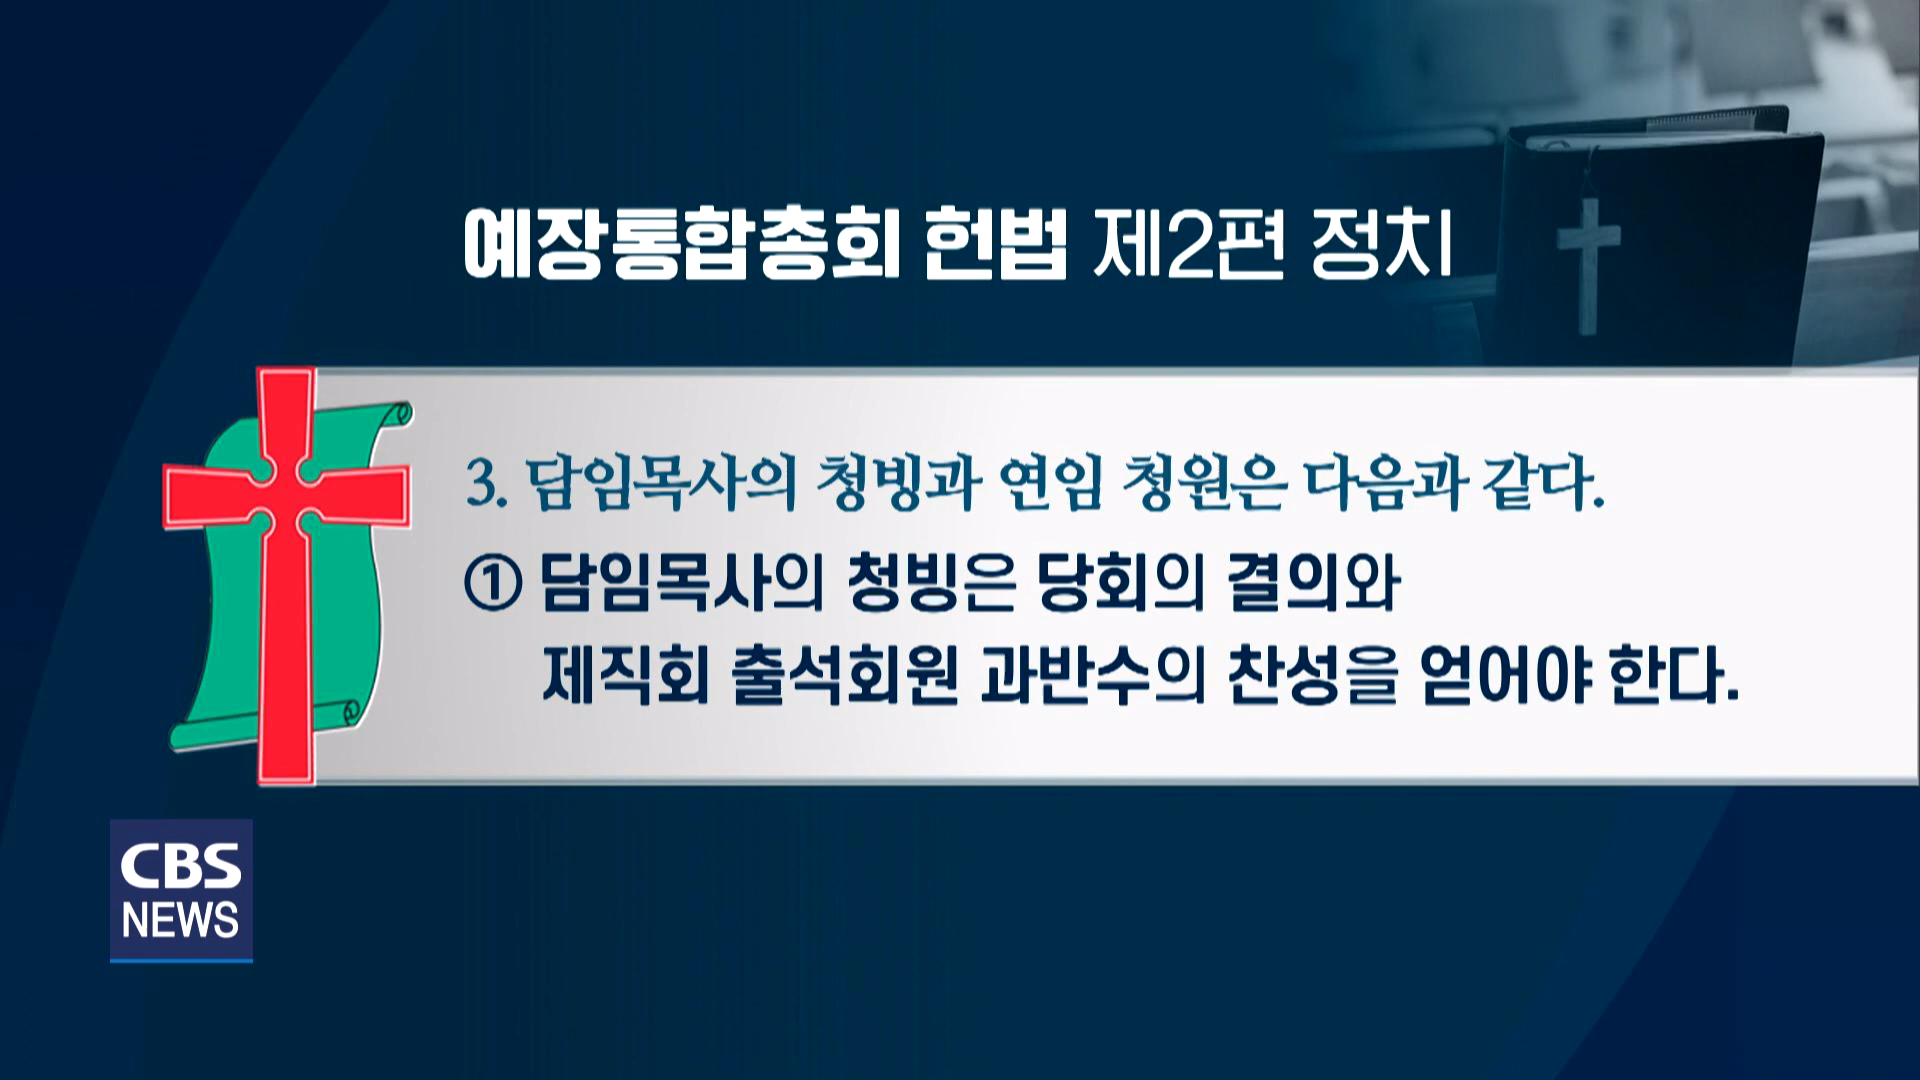 예장통합총회 헌법 제2편 정치
3. 담임목사의 청빙과 연임 청원은 다음과 같다.
① 담임목사의 청빙은 당회의 결의와
제직회 출석회원 과반수의 찬성을 얻어야 한다.
CBS
NEWS